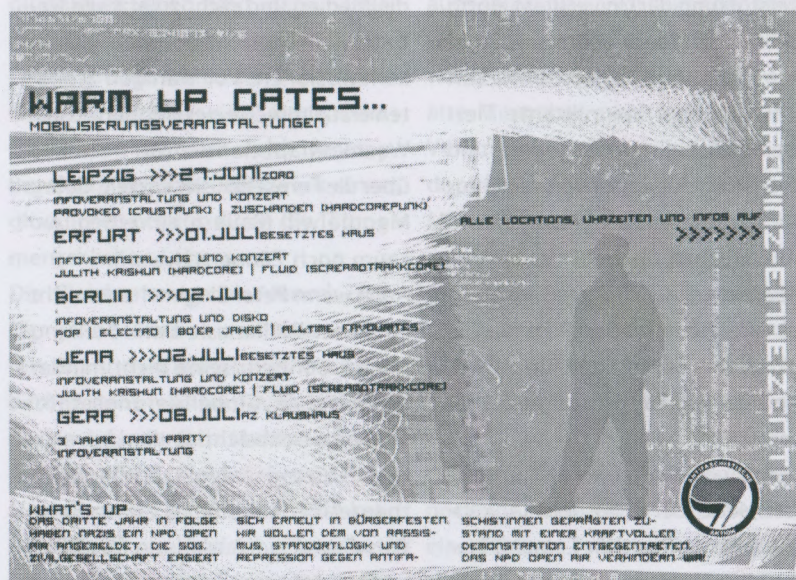 WARM UP DATES...
MOBILISIERUNGSVERANSTALTUNGEN
LEIPZIG >>>27.JUNI ZORO
INFOVERANSTALTUNG UND KONZERT
PROVOKED (CRUSTPUNK) | ZUSCHANDEN (HARDCOREPUNK)
ERFURT >>>01.JULI BESETZTES HAUS
INFOVERANSTALTUNG UND KONZERT
JULITH KRISHUN (HARDCORE) | FLUID (SCREAMOTRAKKCORE)
BERLIN >>>02.JULI
INFOVERANSTALTUNG UND DISKO
POP | ELECTRO | 80'ER JAHRE | ALLTIME FAVOURATES
JENA >>>02.JULI BESETZTES HAUS
INFOVERANSTALTUNG UND KONZERT
JULITH KRISHUN (HARDCORE) | FLUID (SCREAMOTRAKKCORE)
GERA >>>08.JULI AZ KLAUSHAUS
3 JAHRE (AAG) PARTY
INFOVERANSTALTUNG
ALLE LOCATIONS, UHRZEITEN UND INFOS AUF
>>>>>>>
WWW.PROVINZ-EINHEIZEN.TK
WHAT'S UP
DAS DRITTE JAHR IN FOLGE
HABEN NAZIS EIN NPD OPEN
AIR ANGEMELDET, DIE SOG.
ZIVILGESELLSCHAFT ERGIEßT
SICH ERNEUT IN BÜRGERFESTEN.
WIR WOLLEN DEM VON RASSIS-
MUS, STANDORTLOGIK UND
REPRESSION GEGEN ANTIFA-
SCHISTINNEN GEPRÄGTEN ZU-
STAND MIT EINER KRAFTVOLLEN
DEMONSTRATION ENTGEGENTRETEN.
DAS NPD OPEN AIR VERHINDERN WIR!
ANTIFASCHISTISCHE
AKTION